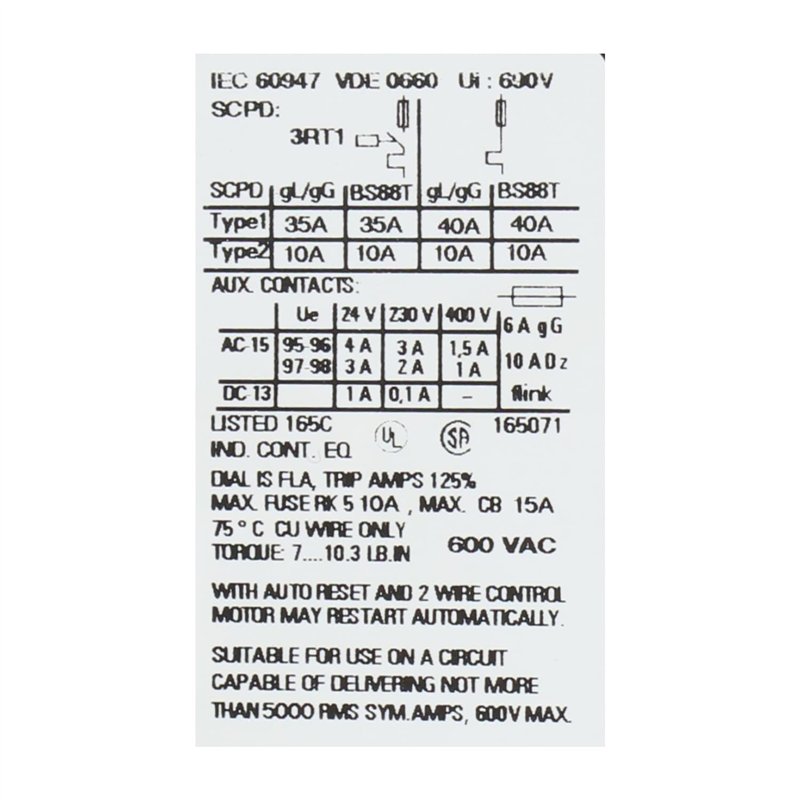 IEC 60947 VDE 0660 Ui : 690V
SCPD:
3RT1
SCPD gL/gG BS88T gL/gG BS88T
Type1 35A 35A 40A 40A
Type2 10A 10A 10A 10A
AUX. CONTACTS:
Ue 24 V 230 V 400 V
6 A gG
AC-15 95-96 4 A 3 A 1,5 A
97-98 3 A 2 A 1 A
10 A Dz
DC-13 1 A 0,1 A –
flink
LISTED 165C UL SA 165071
IND. CONT. EQ.
DIAL IS FLA, TRIP AMPS 125%
MAX. FUSE RK 5 10A , MAX. CB 15A
75° C CU WIRE ONLY
TORQUE: 7....10.3 LB.IN 600 VAC
WITH AUTO RESET AND 2 WIRE CONTROL
MOTOR MAY RESTART AUTOMATICALLY.
SUITABLE FOR USE ON A CIRCUIT
CAPABLE OF DELIVERING NOT MORE
THAN 5000 RMS SYM. AMPS, 600V MAX.